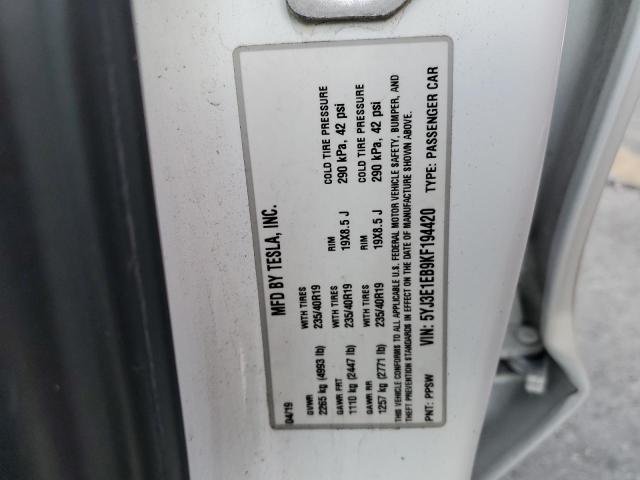 MFD BY TESLA, INC.
04/19
GVWR WITH TIRES RIM COLD TIRE PRESSURE
2265 kg (4993 lb) 235/40R19 19X8.5 J 290 kPa, 42 psi
GAWR FRT WITH TIRES RIM COLD TIRE PRESSURE
1110 kg (2447 lb) 235/40R19 19X8.5 J 290 kPa, 42 psi
GAWR RR WITH TIRES
1257 kg (2771 lb) 235/40R19
THIS VEHICLE CONFORMS TO ALL APPLICABLE U.S. FEDERAL MOTOR VEHICLE SAFETY, BUMPER, AND
THEFT PREVENTION STANDARDS IN EFFECT ON THE DATE OF MANUFACTURE SHOWN ABOVE.
PNT: PPSW VIN: 5YJ3E1EB9KF194420 TYPE: PASSENGER CAR